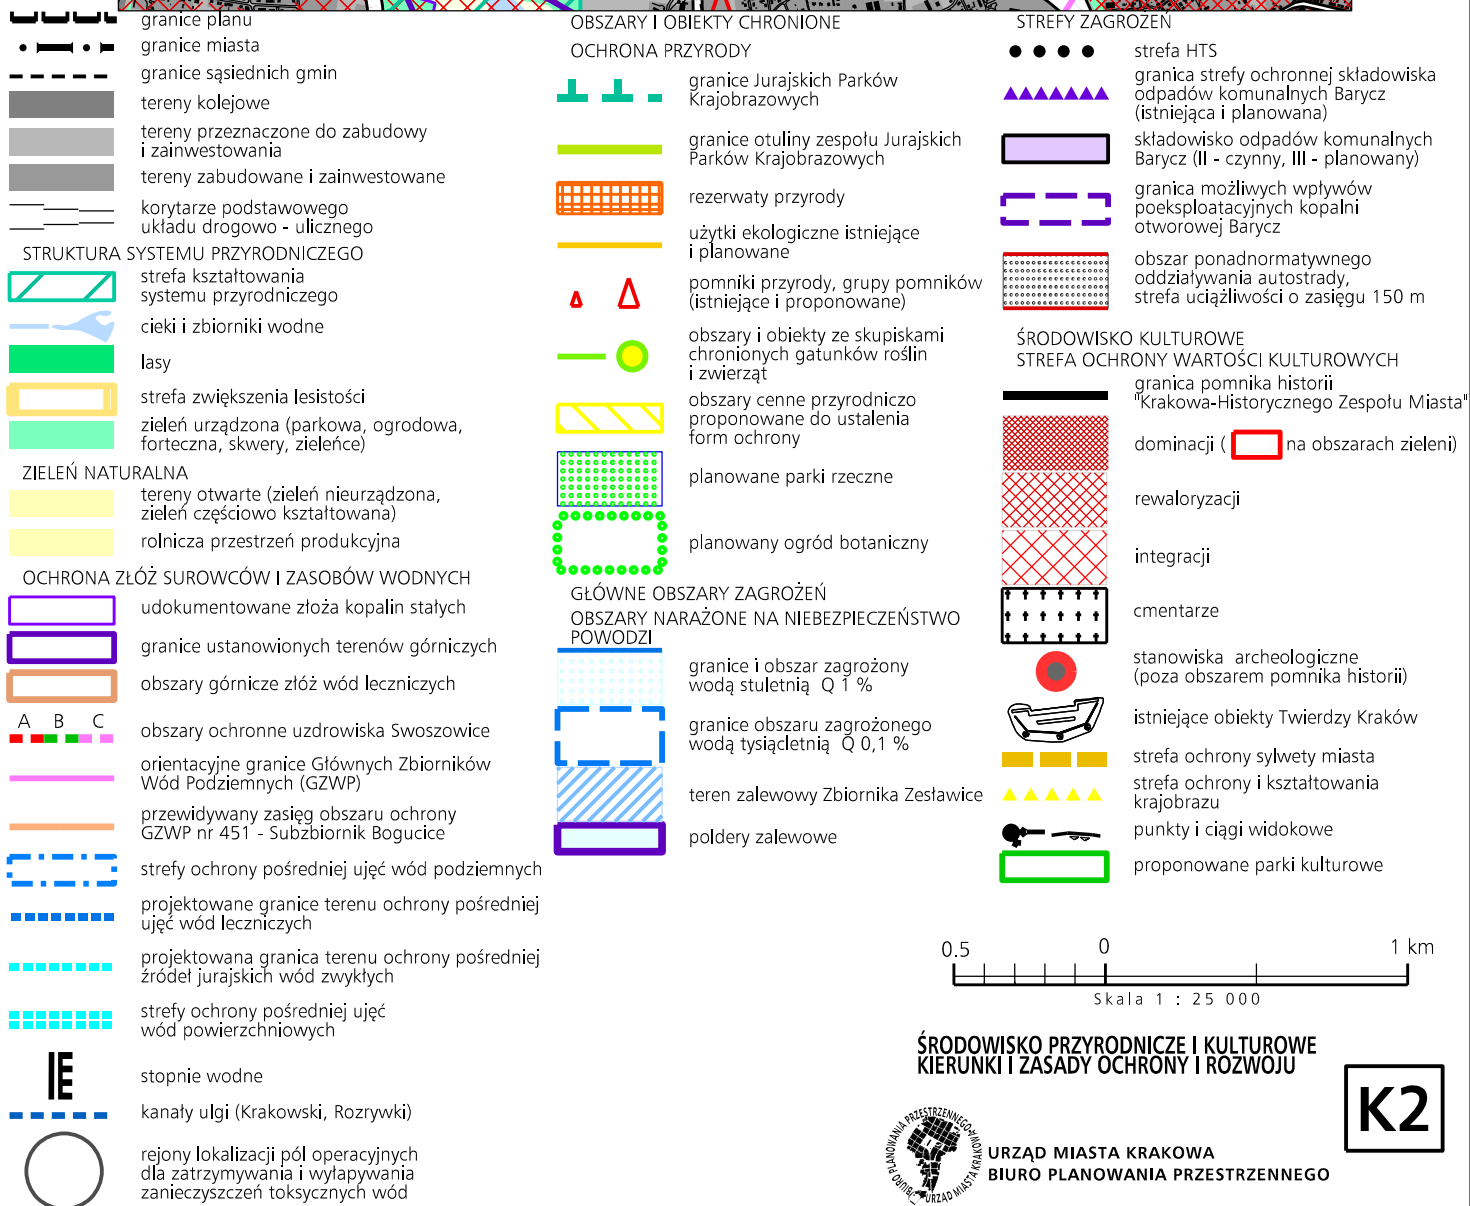 granice planu
granice miasta
granice sąsiednich gmin
tereny kolejowe
tereny przeznaczone do zabudowy
i zainwestowania
tereny zabudowane i zainwestowane
korytarze podstawowego
układu drogowo - ulicznego
STRUKTURA SYSTEMU PRZYRODNICZEGO
strefa kształtowania
systemu przyrodniczego
cieki i zbiorniki wodne
lasy
strefa zwiększenia lesistości
zieleń urządzona (parkowa, ogrodowa,
forteczna, skwery, zieleńce)
ZIELEŃ NATURALNA
tereny otwarte (zieleń nieurządzona,
zieleń częściowo kształtowana)
rolnicza przestrzeń produkcyjna
OCHRONA ZŁÓŻ SUROWCÓW I ZASOBÓW WODNYCH
udokumentowane złoża kopalin stałych
granice ustanowionych terenów górniczych
obszary górnicze złóż wód leczniczych
A B C
obszary ochronne uzdrowiska Swoszowice
orientacyjne granice Głównych Zbiorników
Wód Podziemnych (GZWP)
przewidywany zasięg obszaru ochrony
GZWP nr 451 - Subzbiornik Bogucice
strefy ochrony pośredniej ujęć wód podziemnych
projektowane granice terenu ochrony pośredniej
ujęć wód leczniczych
projektowana granica terenu ochrony pośredniej
źródeł jurajskich wód zwykłych
strefy ochrony pośredniej ujęć
wód powierzchniowych
stopnie wodne
kanały ulgi (Krakowski, Rozrywki)
rejony lokalizacji pól operacyjnych
dla zatrzymywania i wyłapywania
zanieczyszczeń toksycznych wód
OBSZARY I OBIEKTY CHRONIONE
OCHRONA PRZYRODY
granice Jurajskich Parków
Krajobrazowych
granice otuliny zespołu Jurajskich
Parków Krajobrazowych
rezerwaty przyrody
użytki ekologiczne istniejące
i planowane
pomniki przyrody, grupy pomników
(istniejące i proponowane)
obszary i obiekty ze skupiskami
chronionych gatunków roślin
i zwierząt
obszary cenne przyrodniczo
proponowane do ustalenia
form ochrony
planowane parki rzeczne
planowany ogród botaniczny
GŁÓWNE OBSZARY ZAGROŻEŃ
OBSZARY NARAŻONE NA NIEBEZPIECZEŃSTWO
POWODZI
granice i obszar zagrożony
wodą stuletnią Q 1 %
granice obszaru zagrożonego
wodą tysiącletnią Q 0,1 %
teren zalewowy Zbiornika Zesławice
poldery zalewowe
STREFY ZAGROŻEŃ
strefa HTS
granica strefy ochronnej składowiska
odpadów komunalnych Barycz
(istniejąca i planowana)
składowisko odpadów komunalnych
Barycz (II - czynny, III - planowany)
granica możliwych wpływów
poeksploatacyjnych kopalni
otworowej Barycz
obszar ponadnormatywnego
oddziaływania autostrady,
strefa uciążliwości o zasięgu 150 m
ŚRODOWISKO KULTUROWE
STREFA OCHRONY WARTOŚCI KULTUROWYCH
granica pomnika historii
"Krakowa-Historycznego Zespołu Miasta"
dominacji ( na obszarach zieleni)
rewaloryzacji
integracji
cmentarze
stanowiska archeologiczne
(poza obszarem pomnika historii)
istniejące obiekty Twierdzy Kraków
strefa ochrony sylwety miasta
strefa ochrony i kształtowania
krajobrazu
punkty i ciągi widokowe
proponowane parki kulturowe
0.5 0 1 km
Skala 1 : 25 000
ŚRODOWISKO PRZYRODNICZE I KULTUROWE
KIERUNKI I ZASADY OCHRONY I ROZWOJU
K2
BIURO PLANOWANIA PRZESTRZENNEGO
URZĄD MIASTA KRAKOWA
URZĄD MIASTA KRAKOWA
BIURO PLANOWANIA PRZESTRZENNEGO